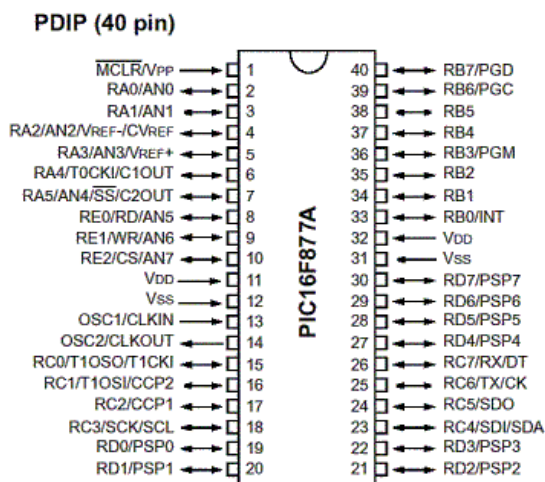 PDIP (40 pin)
MCLR/VPP 1 40 RB7/PGD
RA0/AN0 2 39 RB6/PGC
RA1/AN1 3 38 RB5
RA2/AN2/VREF-/CVREF 4 37 RB4
RA3/AN3/VREF+ 5 36 RB3/PGM
RA4/T0CKI/C1OUT 6 35 RB2
RA5/AN4/SS/C2OUT 7 34 RB1
RE0/RD/AN5 8 33 RB0/INT
RE1/WR/AN6 9 32 VDD
RE2/CS/AN7 10 31 VSS
VDD 11 30 RD7/PSP7
VSS 12 29 RD6/PSP6
OSC1/CLKIN 13 28 RD5/PSP5
OSC2/CLKOUT 14 27 RD4/PSP4
RC0/T1OSO/T1CKI 15 26 RC7/RX/DT
RC1/T1OSI/CCP2 16 25 RC6/TX/CK
RC2/CCP1 17 24 RC5/SDO
RC3/SCK/SCL 18 23 RC4/SDI/SDA
RD0/PSP0 19 22 RD3/PSP3
RD1/PSP1 20 21 RD2/PSP2
PIC16F877A